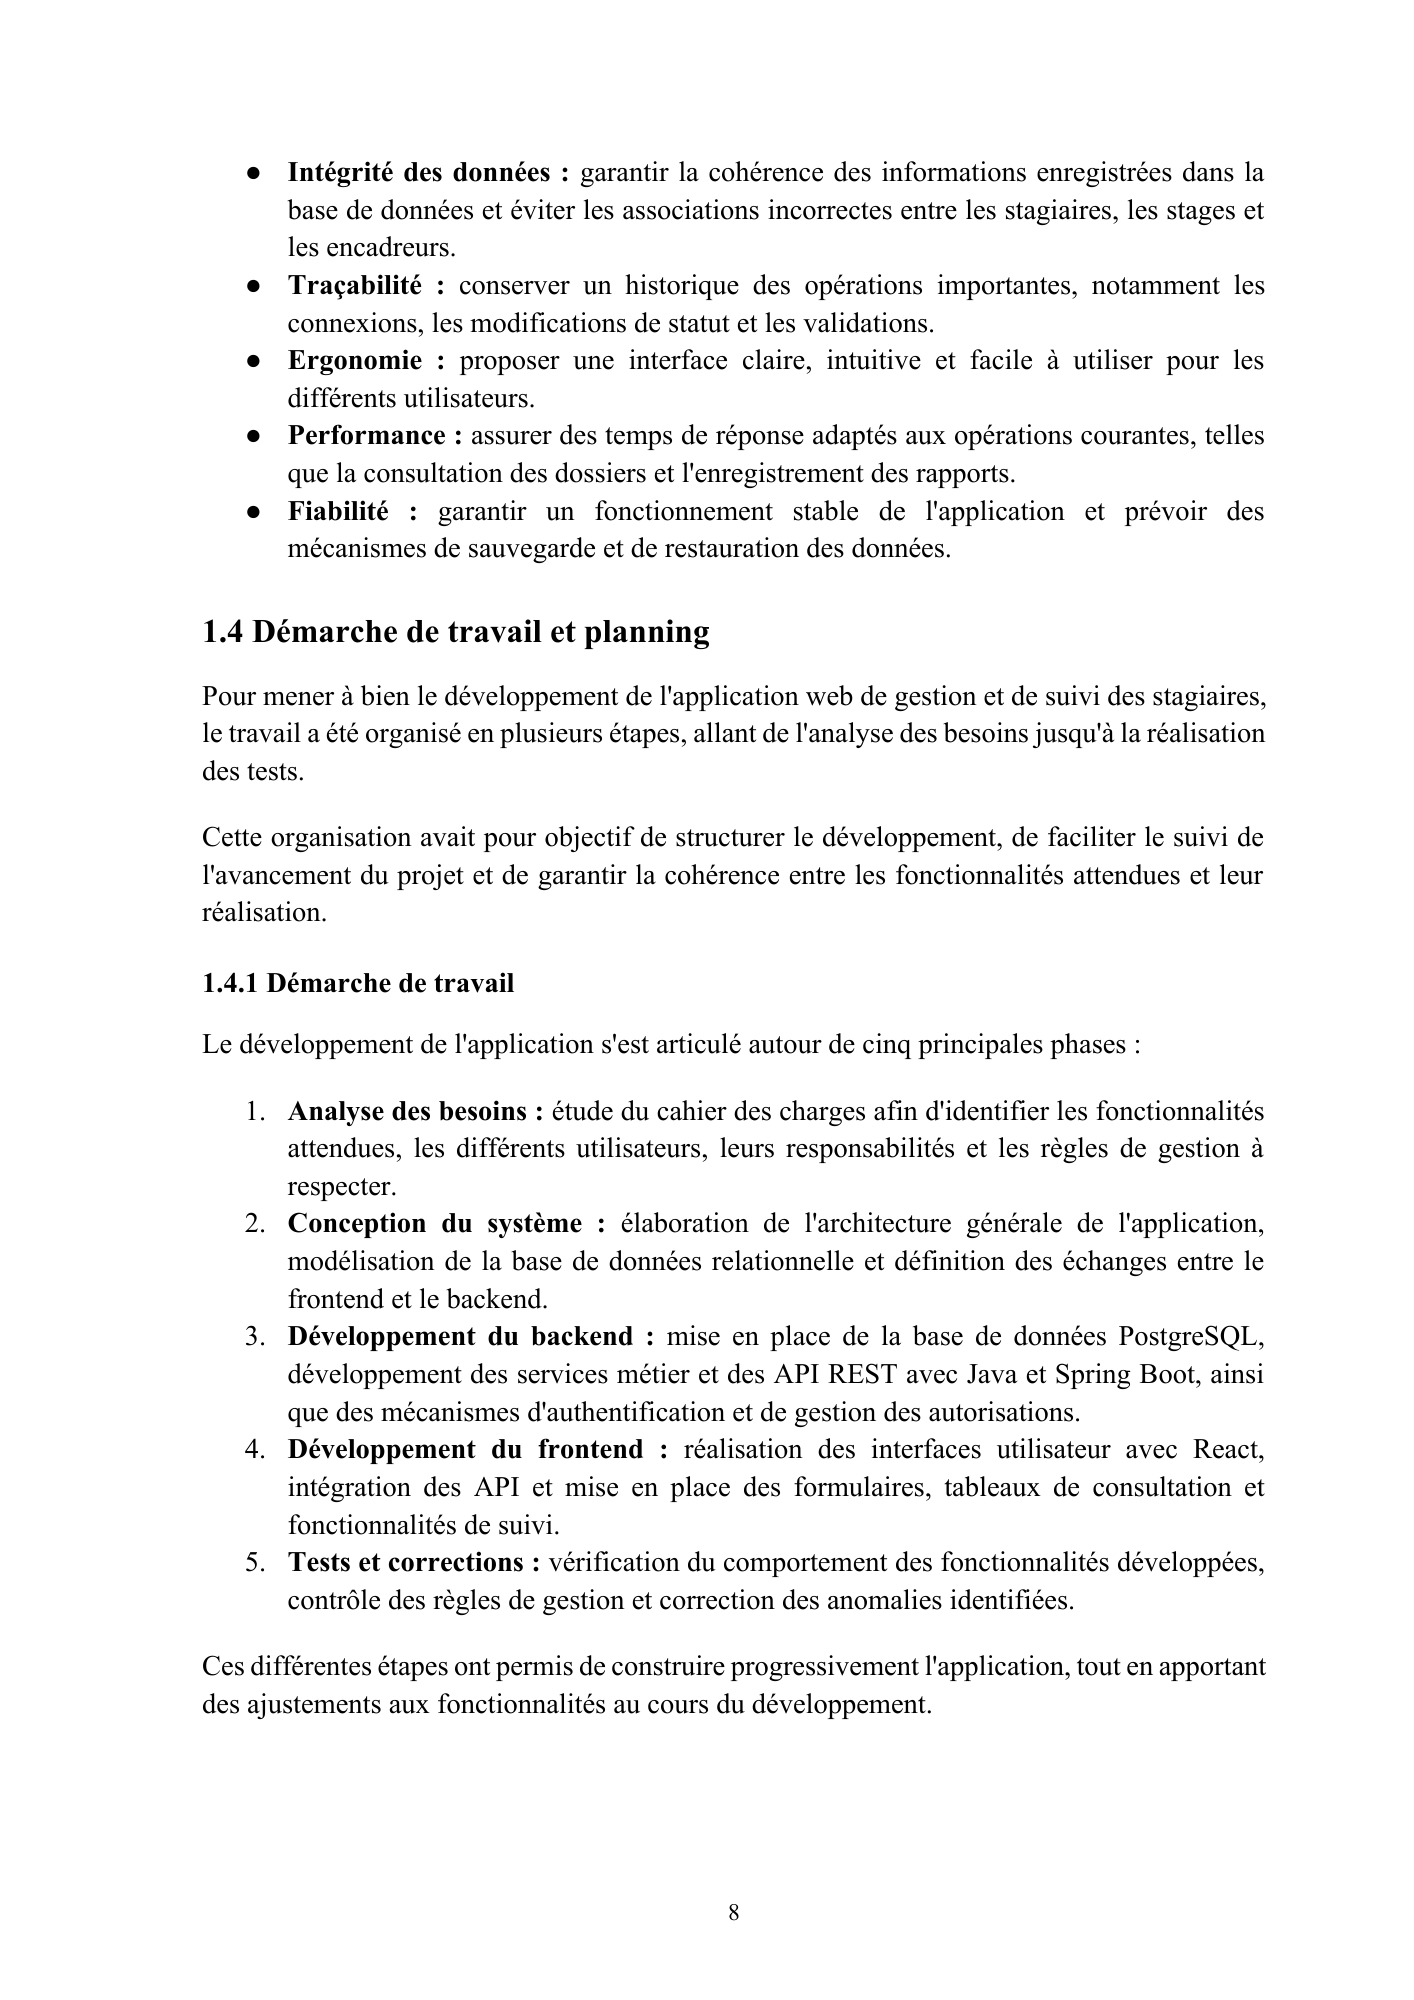 ● Intégrité des données : garantir la cohérence des informations enregistrées dans la
base de données et éviter les associations incorrectes entre les stagiaires, les stages et
les encadreurs.
● Traçabilité : conserver un historique des opérations importantes, notamment les
connexions, les modifications de statut et les validations.
● Ergonomie : proposer une interface claire, intuitive et facile à utiliser pour les
différents utilisateurs.
● Performance : assurer des temps de réponse adaptés aux opérations courantes, telles
que la consultation des dossiers et l'enregistrement des rapports.
● Fiabilité : garantir un fonctionnement stable de l'application et prévoir des
mécanismes de sauvegarde et de restauration des données.
1.4 Démarche de travail et planning
Pour mener à bien le développement de l'application web de gestion et de suivi des stagiaires,
le travail a été organisé en plusieurs étapes, allant de l'analyse des besoins jusqu'à la réalisation
des tests.
Cette organisation avait pour objectif de structurer le développement, de faciliter le suivi de
l'avancement du projet et de garantir la cohérence entre les fonctionnalités attendues et leur
réalisation.
1.4.1 Démarche de travail
Le développement de l'application s'est articulé autour de cinq principales phases :
1. Analyse des besoins : étude du cahier des charges afin d'identifier les fonctionnalités
attendues, les différents utilisateurs, leurs responsabilités et les règles de gestion à
respecter.
2. Conception du système : élaboration de l'architecture générale de l'application,
modélisation de la base de données relationnelle et définition des échanges entre le
frontend et le backend.
3. Développement du backend : mise en place de la base de données PostgreSQL,
développement des services métier et des API REST avec Java et Spring Boot, ainsi
que des mécanismes d'authentification et de gestion des autorisations.
4. Développement du frontend : réalisation des interfaces utilisateur avec React,
intégration des API et mise en place des formulaires, tableaux de consultation et
fonctionnalités de suivi.
5. Tests et corrections : vérification du comportement des fonctionnalités développées,
contrôle des règles de gestion et correction des anomalies identifiées.
Ces différentes étapes ont permis de construire progressivement l'application, tout en apportant
des ajustements aux fonctionnalités au cours du développement.
8